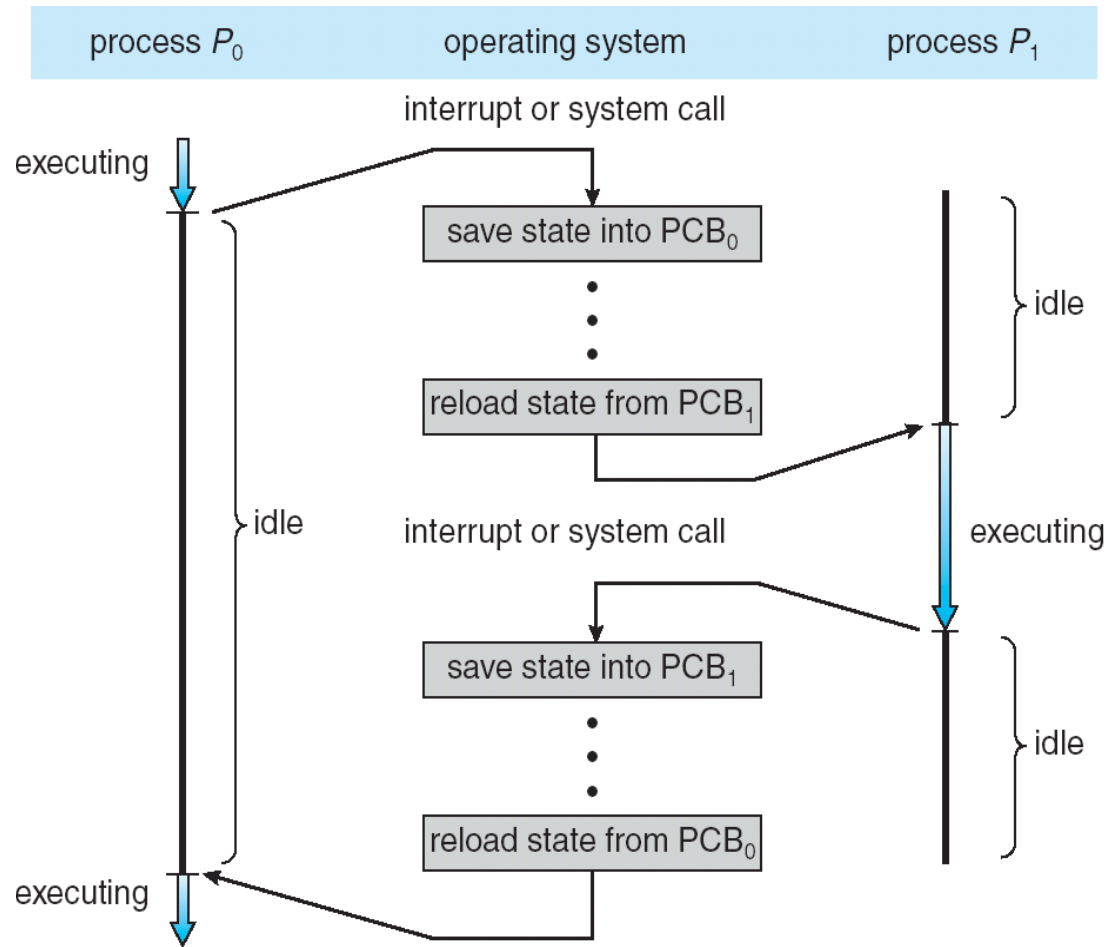 process P₀
operating system
process P₁
interrupt or system call
executing
save state into PCB₀
idle
reload state from PCB₁
idle
interrupt or system call
executing
save state into PCB₁
idle
reload state from PCB₀
executing